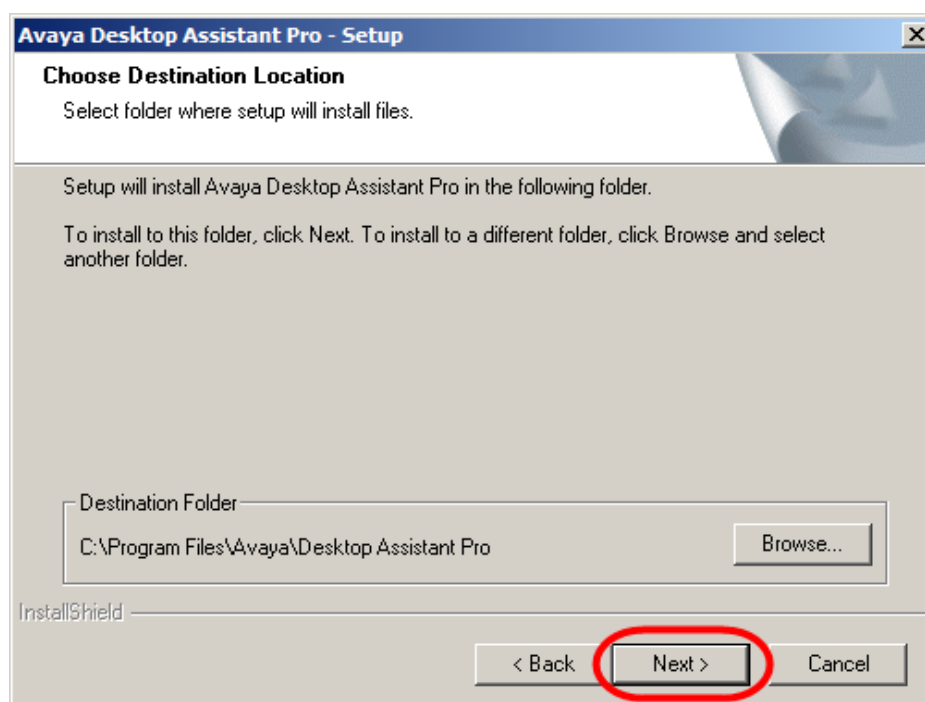 Avaya Desktop Assistant Pro - Setup
Choose Destination Location
Select folder where setup will install files.
Setup will install Avaya Desktop Assistant Pro in the following folder.
To install to this folder, click Next. To install to a different folder, click Browse and select
another folder.
Destination Folder
C:\Program Files\Avaya\Desktop Assistant Pro
Browse...
InstallShield
< Back Next > Cancel